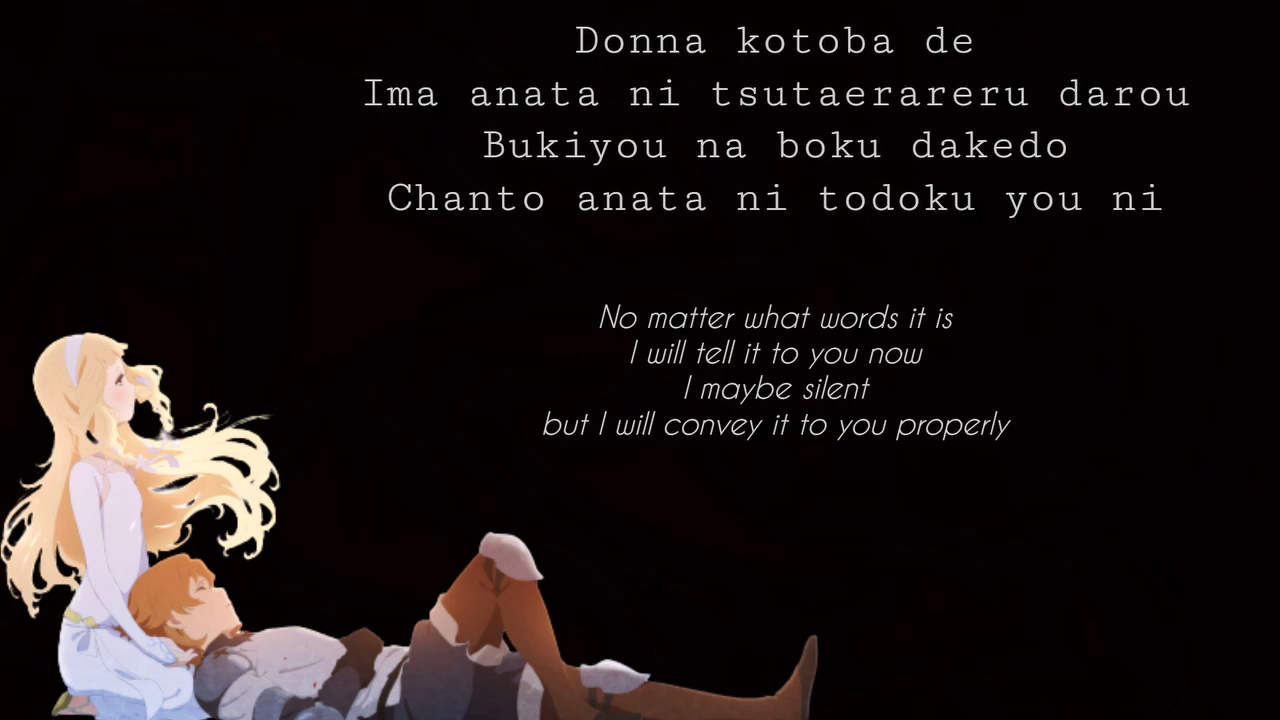 Donna kotoba de
Ima anata ni tsutaerareru darou
Bukiyou na boku dakedo
Chanto anata ni todoku you ni
No matter what words it is
I will tell it to you now
I maybe silent
but I will convey it to you properly